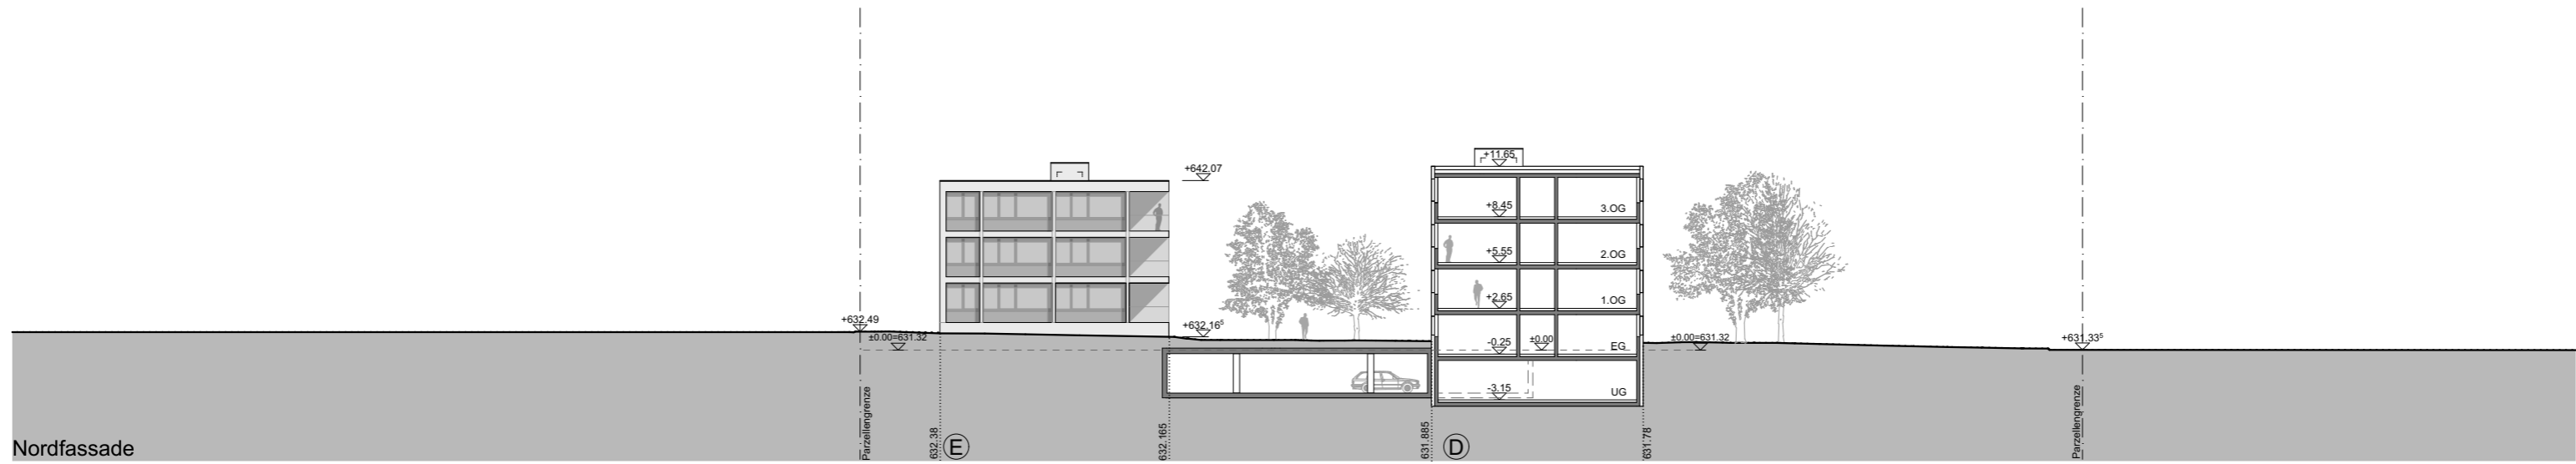 +11.65
+642.07
+8.45
3.OG
+5.55
2.OG
+2.65
1.OG
+632.49
+632.16⁵
±0.00=631.32
-0.25
±0.00
EG
±0.00=631.32
+631.33⁵
-3.15
UG
Parzellengrenze
632.38
E
632.165
631.885
D
631.78
Parzellengrenze
Nordfassade